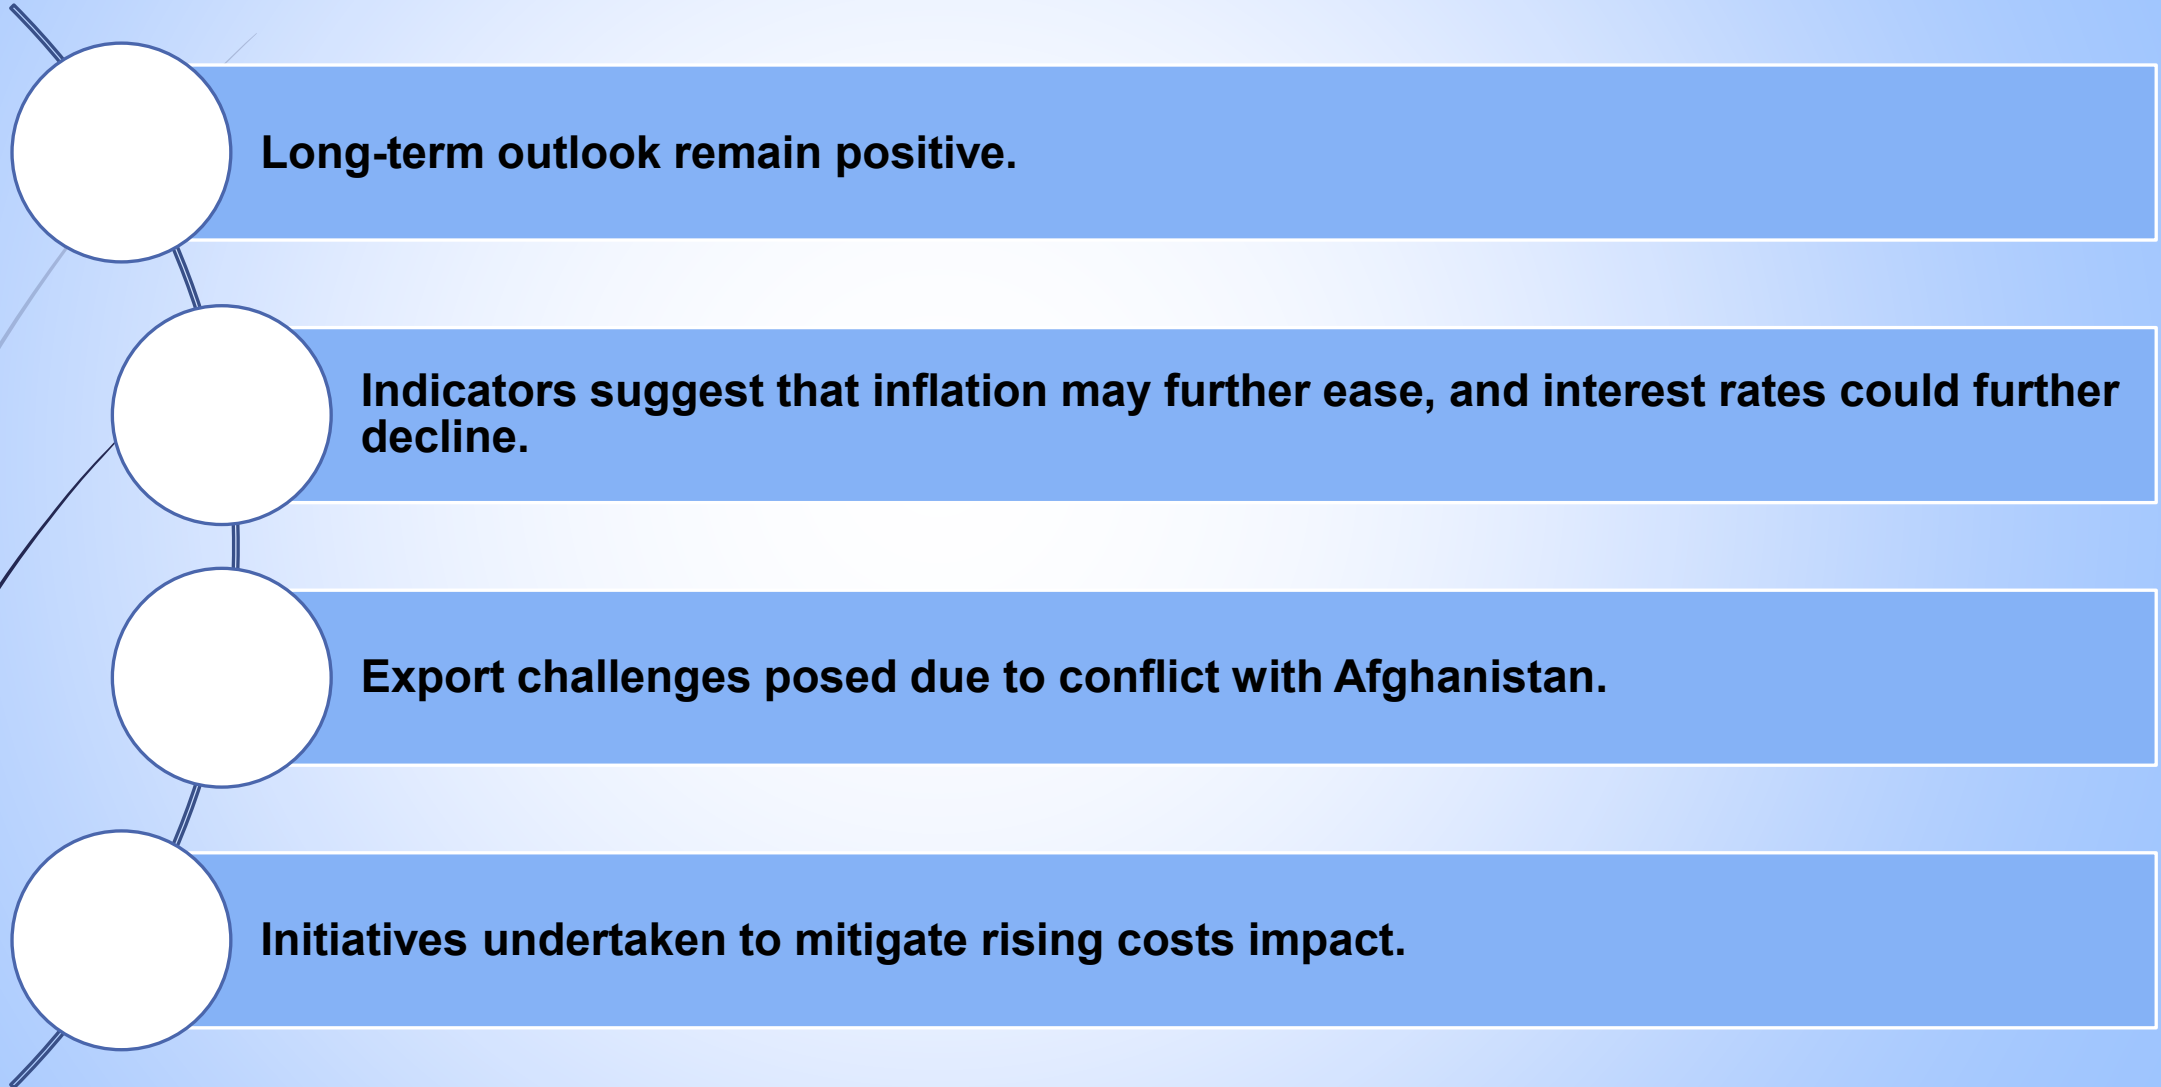 Long-term outlook remain positive.
Indicators suggest that inflation may further ease, and interest rates could further
decline.
Export challenges posed due to conflict with Afghanistan.
Initiatives undertaken to mitigate rising costs impact.